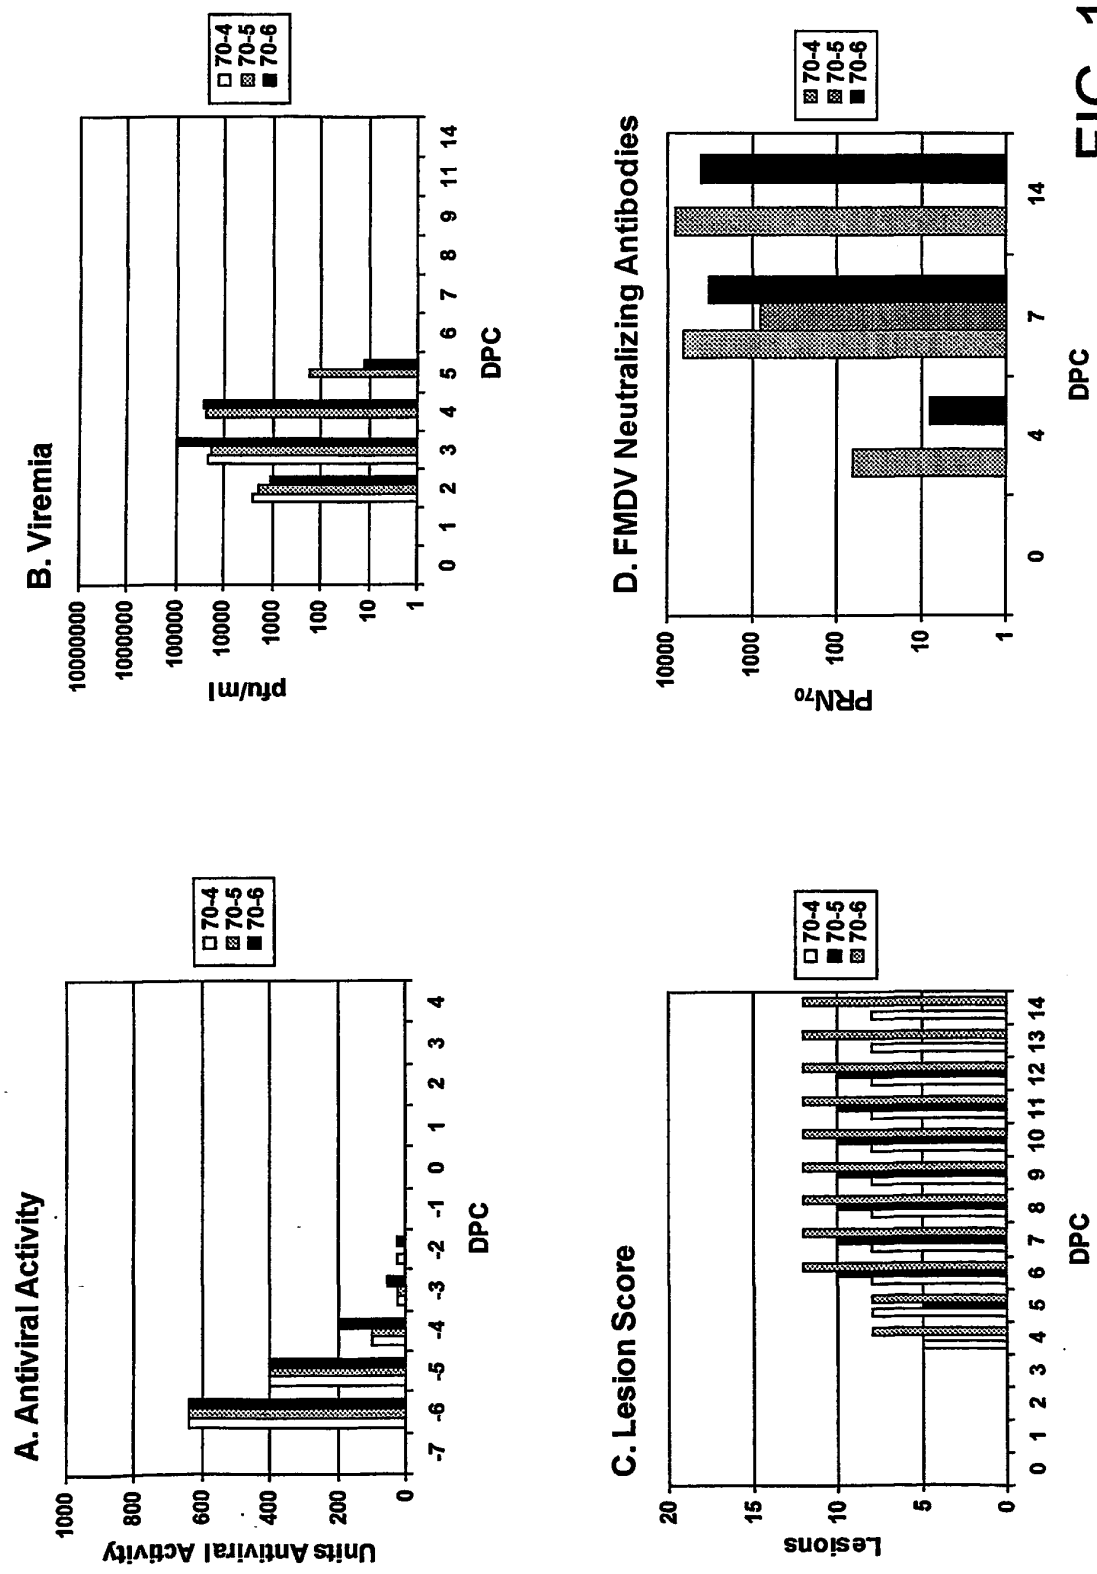 A. Antiviral Activity
Units Antiviral Activity
1000
800
600
400
200
0
-7 -6 -5 -4 -3 -2 -1 0 1 2 3 4
DPC
70-4
70-5
70-6
B. Viremia
pfu/ml
10000000
1000000
100000
10000
1000
100
10
1
0 1 2 3 4 5 6 7 8 9 11 14
DPC
70-4
70-5
70-6
C. Lesion Score
Lesions
20
15
10
5
0
0 1 2 3 4 5 6 7 8 9 10 11 12 13 14
DPC
70-4
70-5
70-6
D. FMDV Neutralizing Antibodies
PRN70
10000
1000
100
10
1
0 4 7 14
DPC
70-4
70-5
70-6
FIG. 1